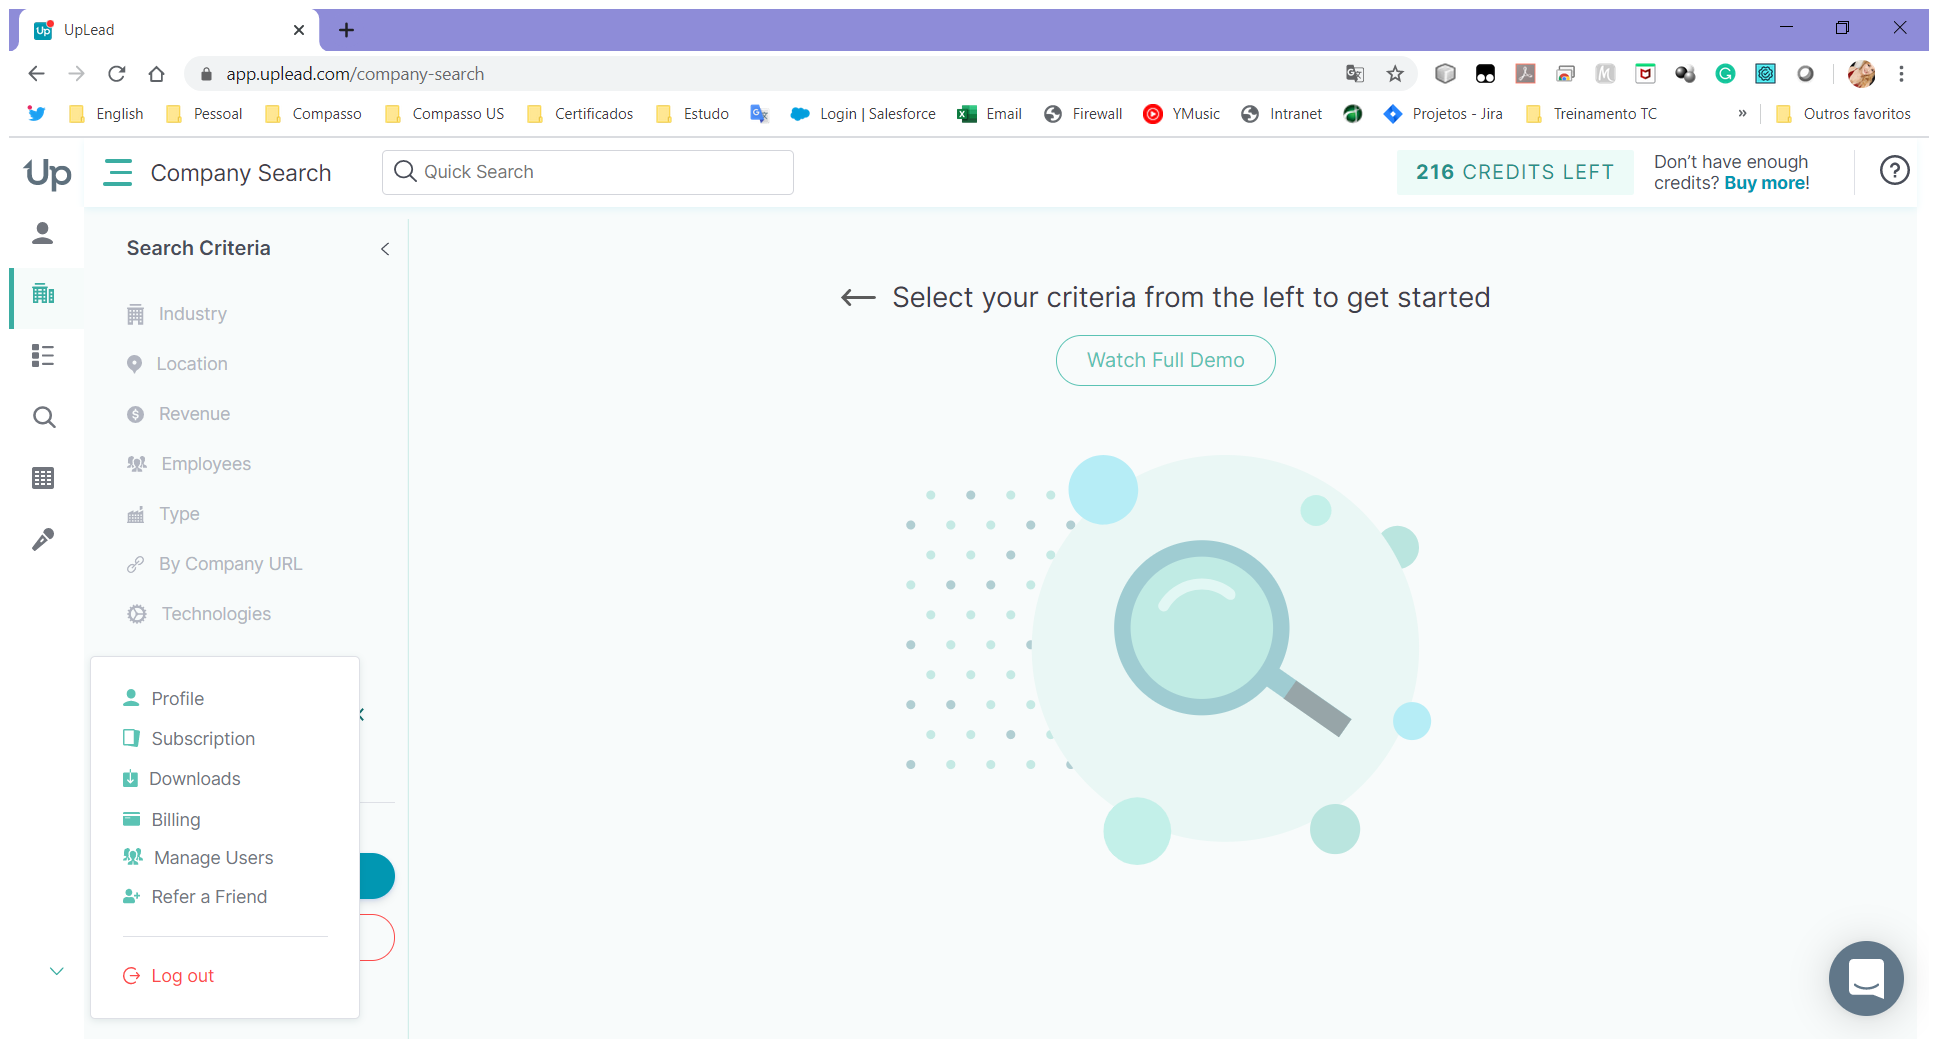 Up UpLead
app.uplead.com/company-search
English Pessoal Compasso Compasso US Certificados Estudo Login | Salesforce Email Firewall YMusic Intranet Projetos - Jira Treinamento TC » Outros favoritos
Up Company Search Quick Search 216 CREDITS LEFT
Don’t have enough
credits? Buy more!
Search Criteria
Industry
Location
Revenue
Employees
Type
By Company URL
Technologies
Select your criteria from the left to get started
Watch Full Demo
Profile
Subscription
Downloads
Billing
Manage Users
Refer a Friend
Log out